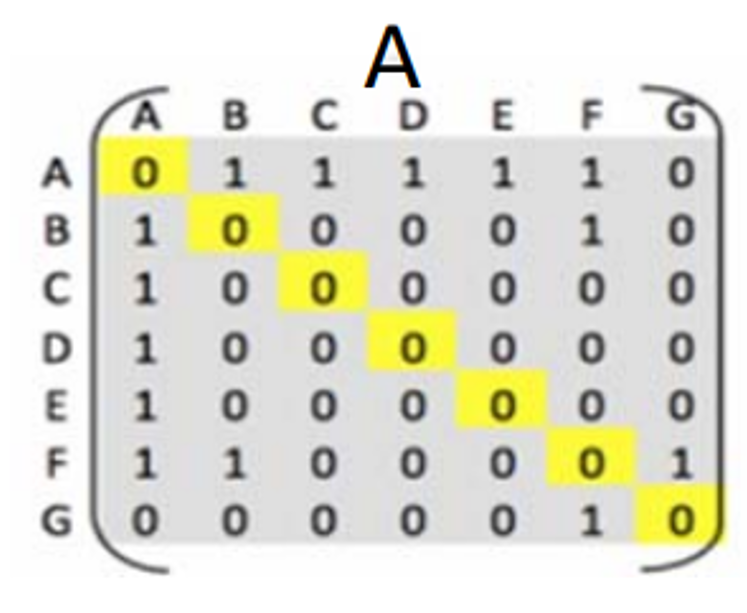 A
A B C D E F G
A 0 1 1 1 1 1 0
B 1 0 0 0 0 1 0
C 1 0 0 0 0 0 0
D 1 0 0 0 0 0 0
E 1 0 0 0 0 0 0
F 1 1 0 0 0 0 1
G 0 0 0 0 0 1 0